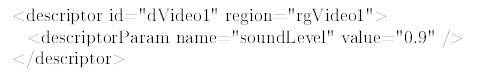 <descriptor id="dVideo1" region="rgVideo1">
<descriptorParam name="soundLevel" value="0.9" />
</descriptor>